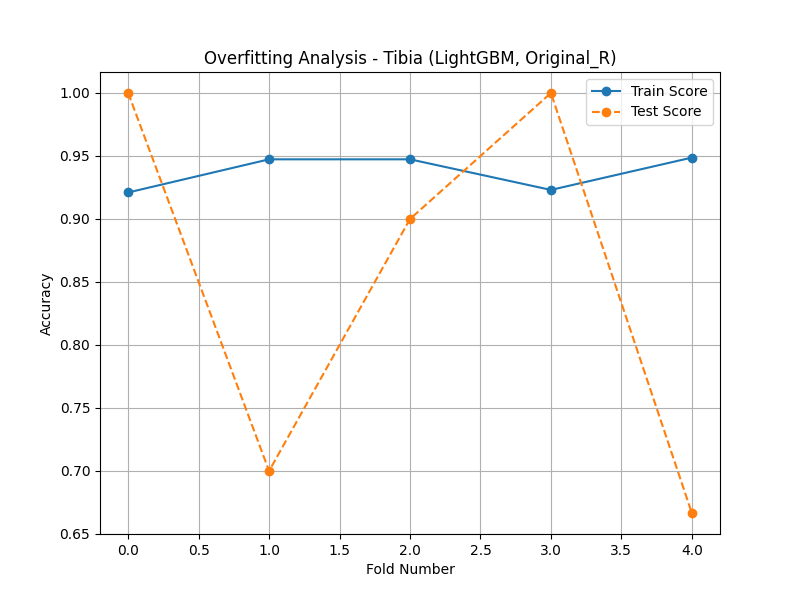 Overfitting Analysis - Tibia (LightGBM, Original_R)
Train Score
Test Score
1.00
0.95
0.90
0.85
0.80
0.75
0.70
0.65
Accuracy
0.0 0.5 1.0 1.5 2.0 2.5 3.0 3.5 4.0
Fold Number